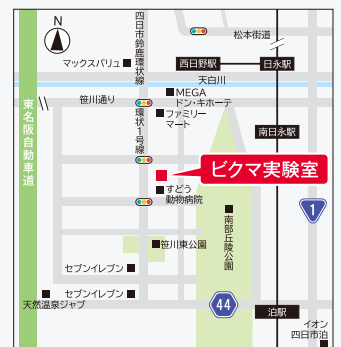 N
四日市鈴鹿環状線
松本街道
マックスバリュ
西日野駅
日永駅
天白川
笹川通り
MEGA
ドン・キホーテ
ファミリー
マート
環状1号線
東名阪自動車道
南日永駅
ビクマ実験室
すどう
動物病院
1
南部丘陵公園
笹川東公園
セブンイレブン
セブンイレブン
天然温泉ジャブ
44
泊駅
イオン
四日市泊